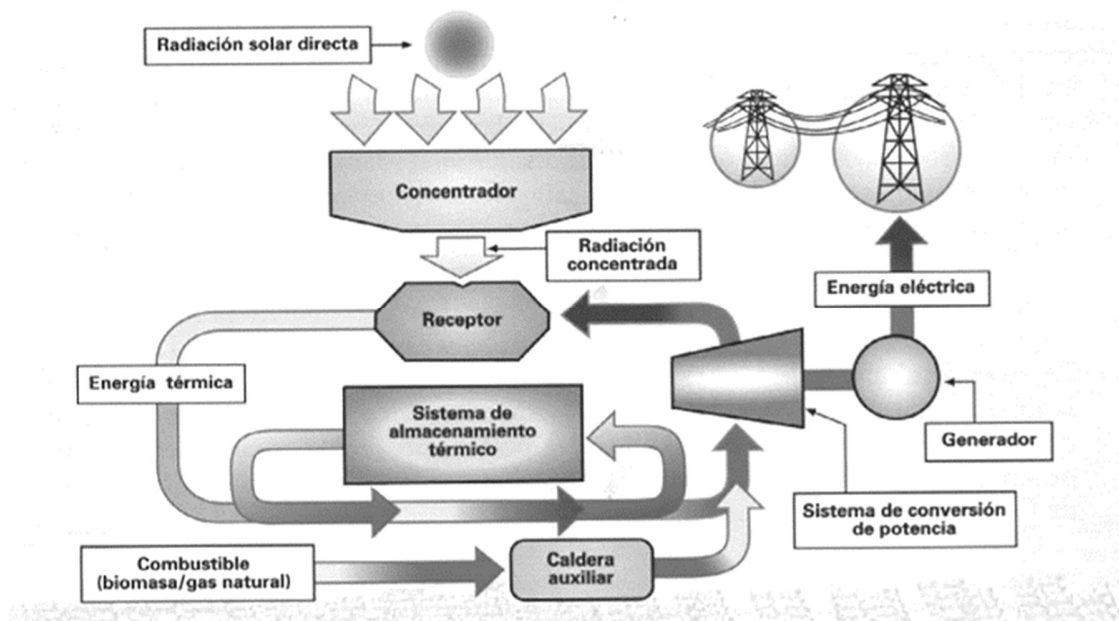 Radiación solar directa
Concentrador
Radiación
concentrada
Energía eléctrica
Receptor
Energía térmica
Sistema de
almacenamiento
térmico
Generador
Sistema de conversión
de potencia
Combustible
(biomasa/gas natural)
Caldera
auxiliar